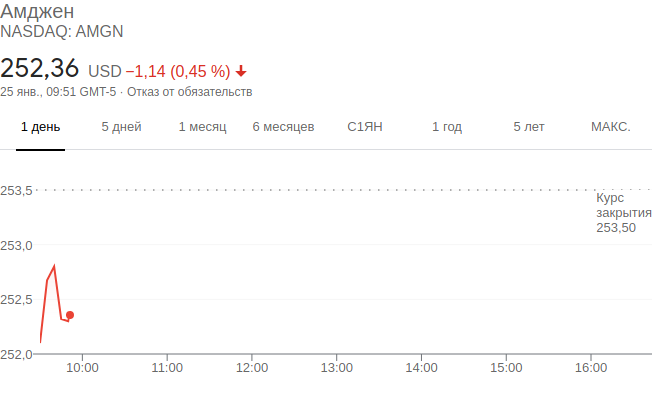 Амджен
NASDAQ: AMGN
252,36 USD −1,14 (0,45 %)
25 янв., 09:51 GMT-5 · Отказ от обязательств
1 день 5 дней 1 месяц 6 месяцев С1ЯН 1 год 5 лет МАКС.
253,5
Курс
закрытия
253,50
253,0
252,5
252,0
10:00 11:00 12:00 13:00 14:00 15:00 16:00